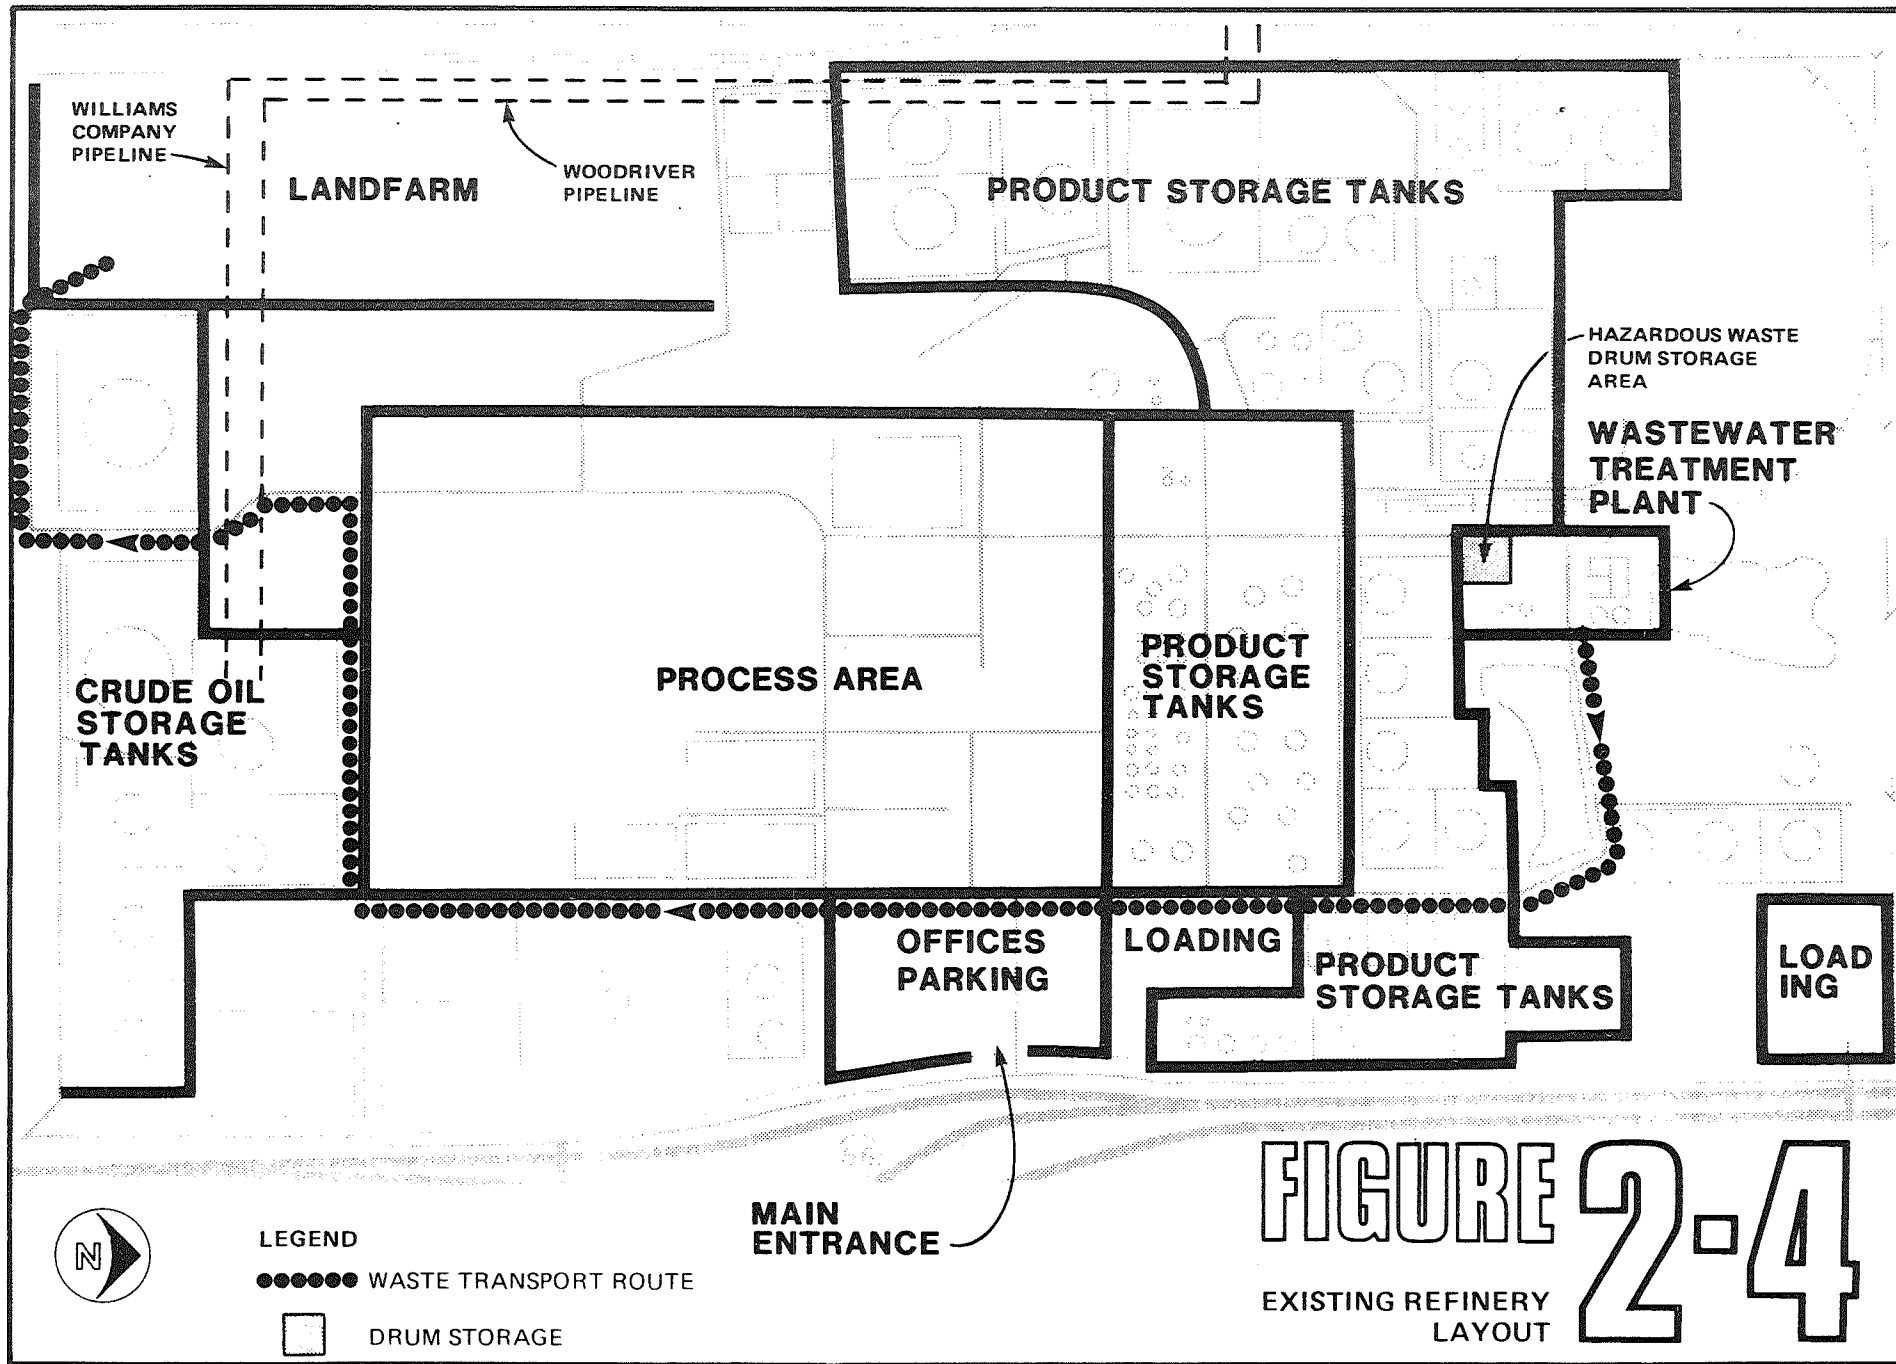 WILLIAMS
COMPANY
PIPELINE
LANDFARM
WOODRIVER
PIPELINE
PRODUCT STORAGE TANKS
HAZARDOUS WASTE
DRUM STORAGE
AREA
WASTEWATER
TREATMENT
PLANT
CRUDE OIL
STORAGE
TANKS
PROCESS AREA
PRODUCT
STORAGE
TANKS
OFFICES
PARKING
LOADING
PRODUCT
STORAGE TANKS
LOAD
ING
66
MAIN
ENTRANCE
N
LEGEND
WASTE TRANSPORT ROUTE
DRUM STORAGE
FIGURE 2-4
EXISTING REFINERY
LAYOUT